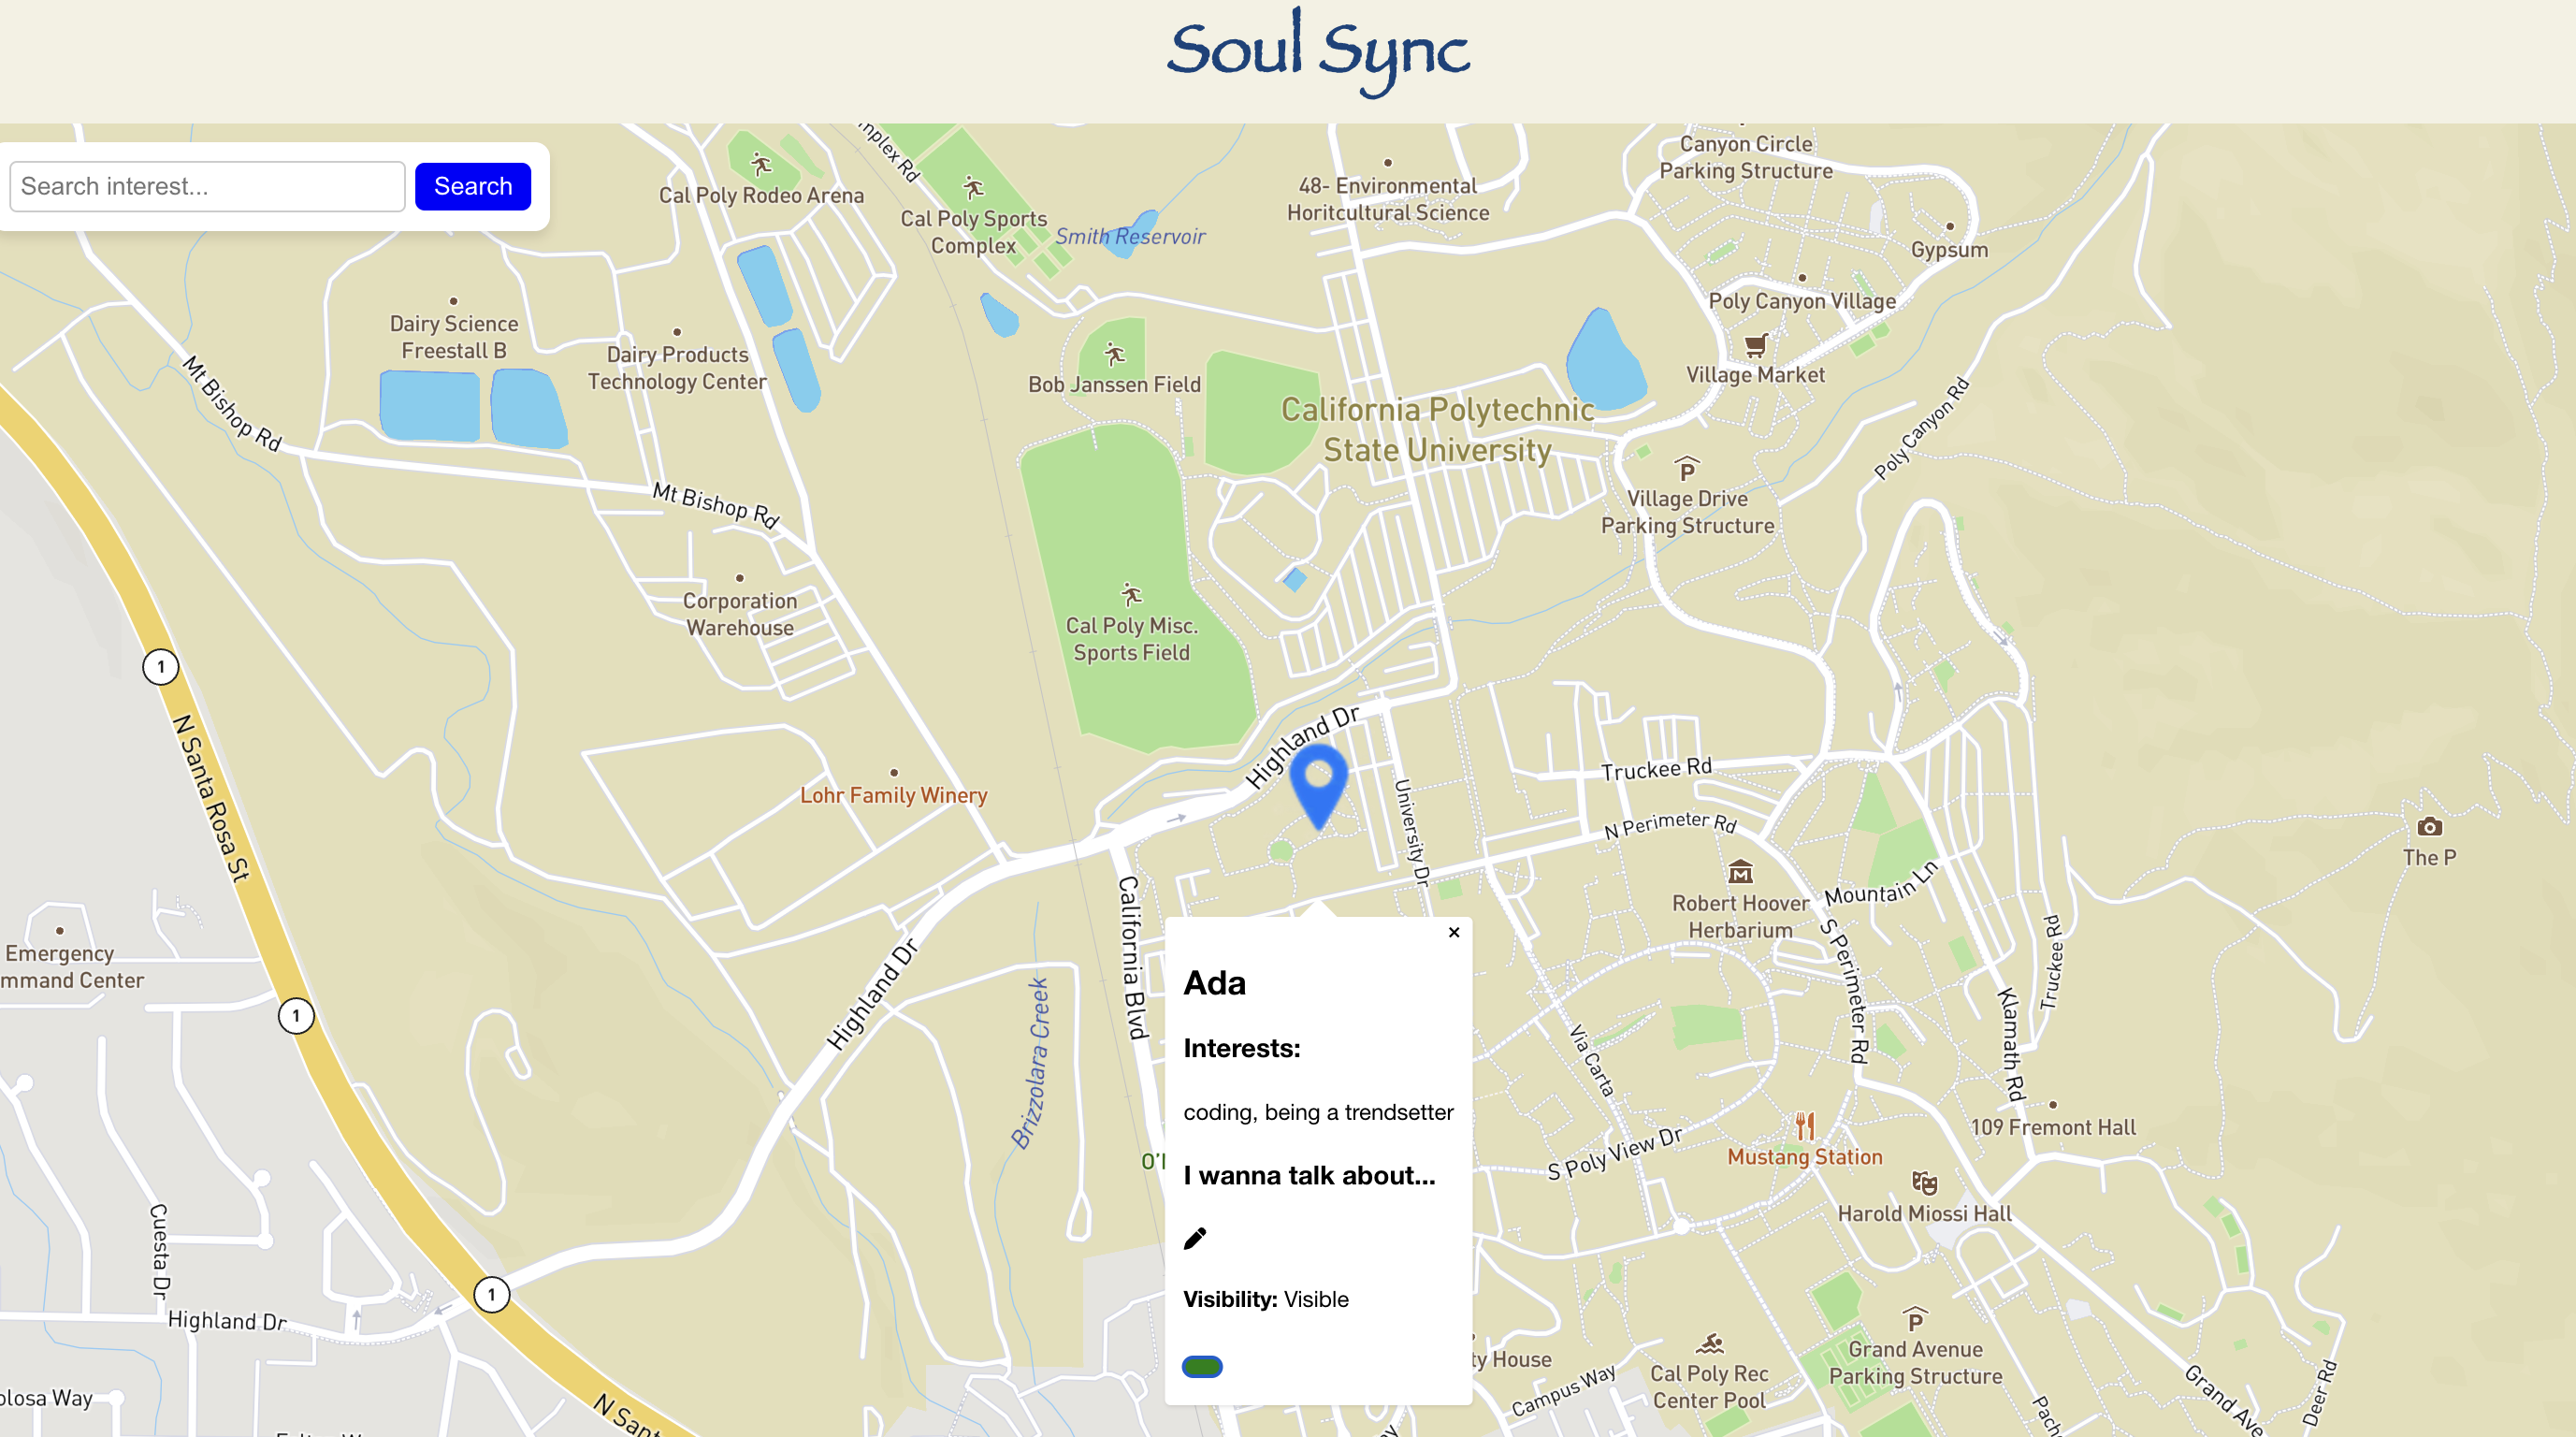 Soul Sync
Search interest...
Search
Cal Poly Rodeo Arena
Cal Poly Sports
Complex
Smith Reservoir
48- Environmental
Horitcultural Science
Canyon Circle
Parking Structure
Gypsum
Poly Canyon Village
Village Market
Dairy Science
Freestall B
Dairy Products
Technology Center
Bob Janssen Field
California Polytechnic
State University
Mt Bishop Rd
Mt Bishop Rd
Poly Canyon Rd
P
Village Drive
Parking Structure
Corporation
Warehouse
Cal Poly Misc.
Sports Field
1
N Santa Rosa St
Highland Dr
Lohr Family Winery
Truckee Rd
University Dr
N Perimeter Rd
The P
Robert Hoover
Herbarium
Mountain Ln
S Perimeter Rd
Truckee Rd
Klamath Rd
California Blvd
Emergency
1
Highland Dr
Brizzolara Creek
Via Carta
×
Ada
Interests:
coding, being a trendsetter
I wanna talk about...
Visibility: Visible
S Poly View Dr
Mustang Station
109 Fremont Hall
Harold Miossi Hall
Cuesta Dr
1
Highland Dr
House
Campus Way
Cal Poly Rec
Center Pool
P
Grand Avenue
Parking Structure
Grand Ave
Deer Rd
Way
N Sant
Pach